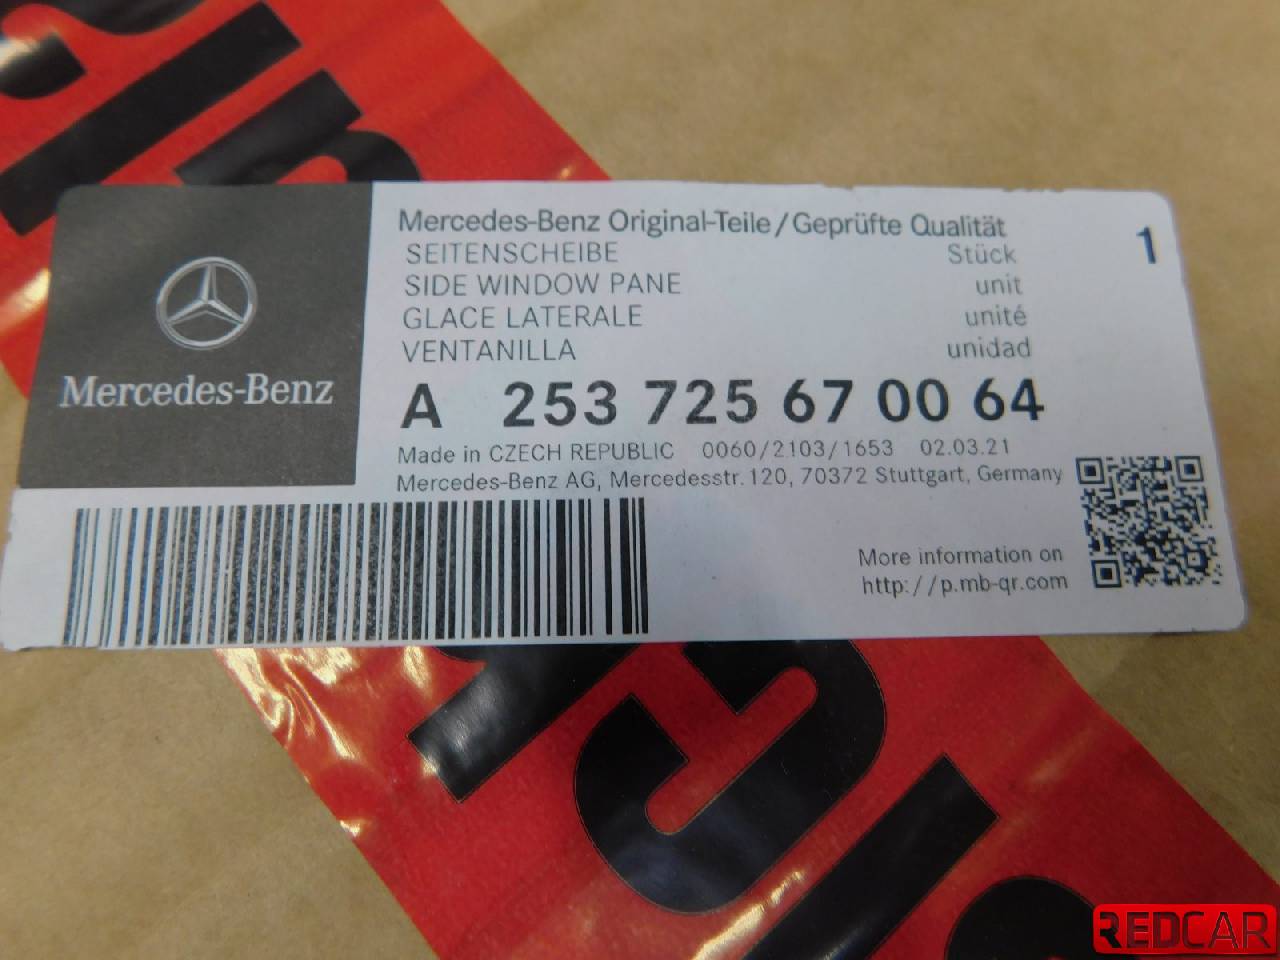 Mercedes-Benz Original-Teile / Geprüfte Qualität
SEITENSCHEIBE Stück 1
SIDE WINDOW PANE unit
GLACE LATERALE unité
VENTANILLA unidad
Mercedes-Benz
A 253 725 67 00 64
Made in CZECH REPUBLIC 0060/2103/1653 02.03.21
Mercedes-Benz AG, Mercedesstr. 120, 70372 Stuttgart, Germany
More information on
http://p.mb-qr.com
REDCAR